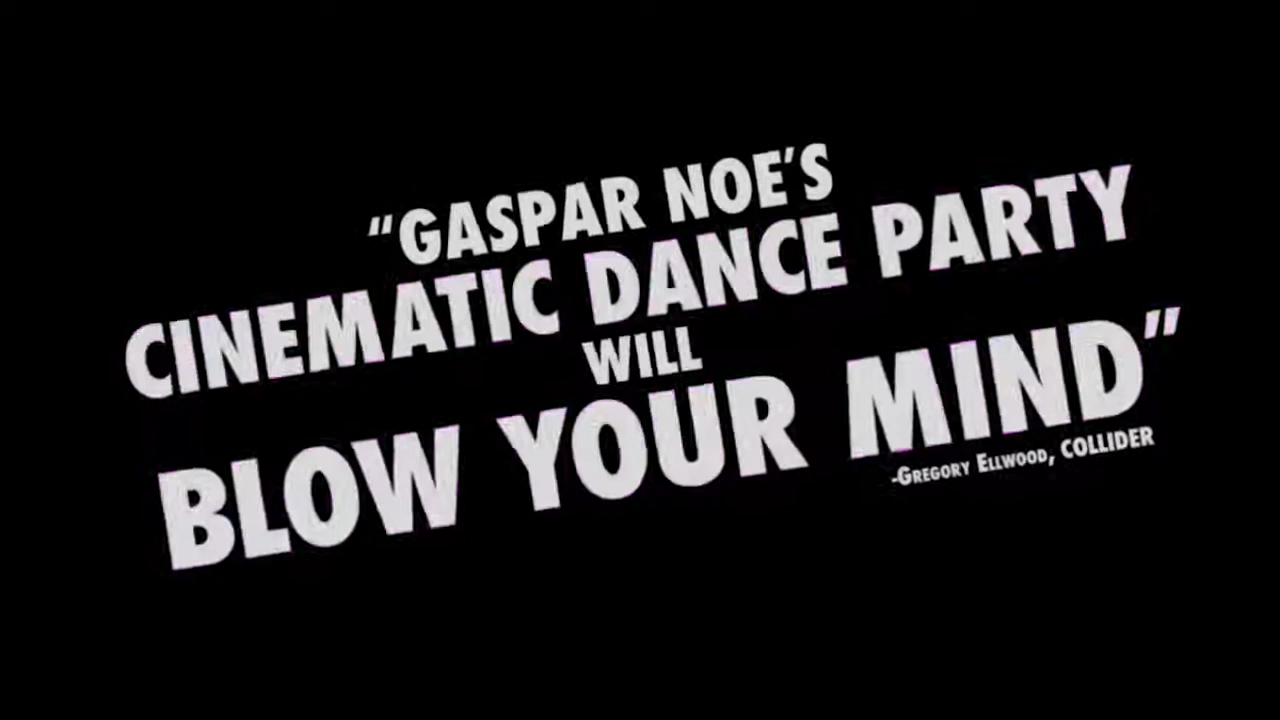 “GASPAR NOE’S
CINEMATIC DANCE PARTY
WILL
BLOW YOUR MIND”
-GREGORY ELLWOOD, COLLIDER